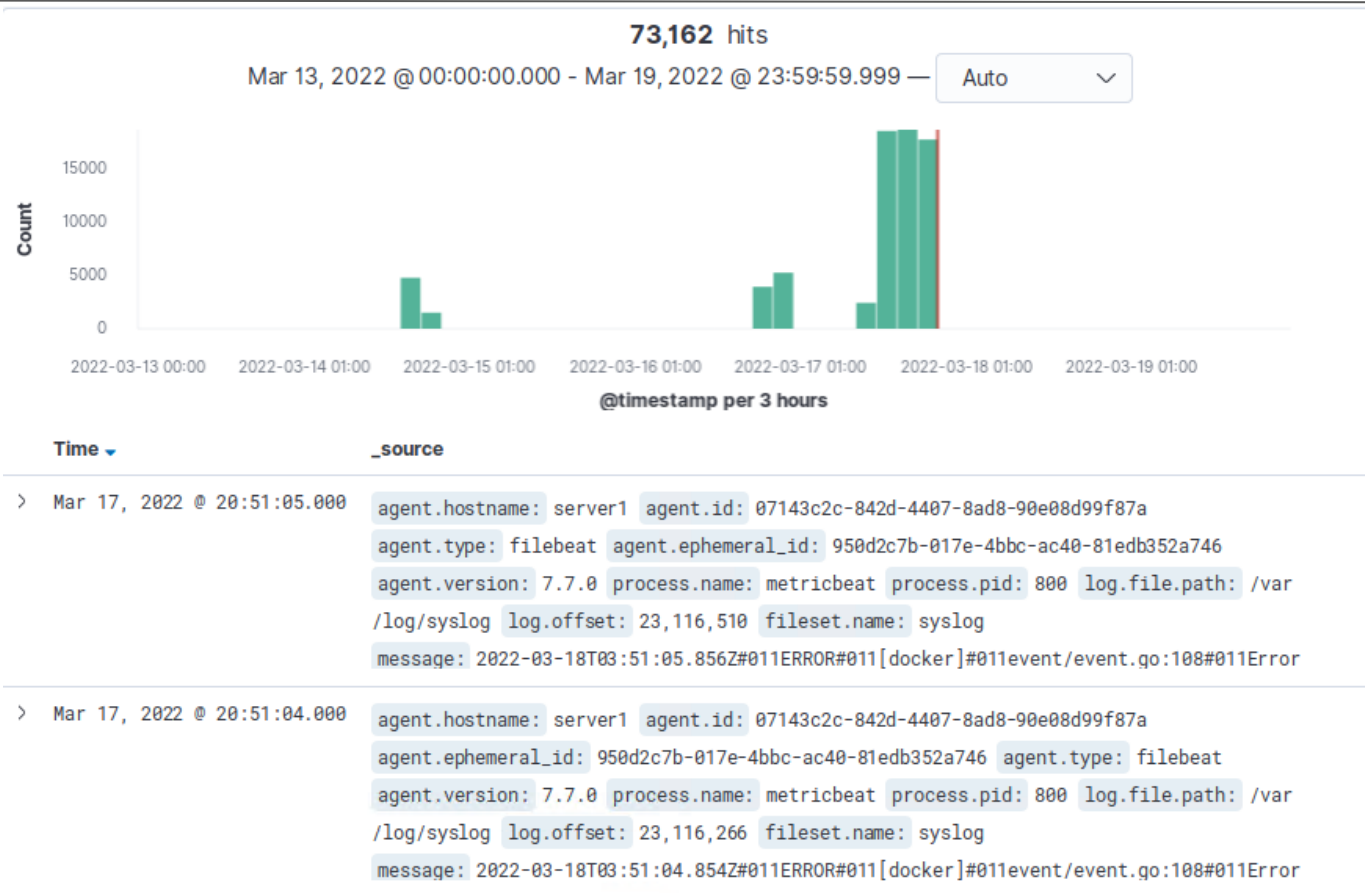 73,162 hits
Mar 13, 2022 @ 00:00:00.000 - Mar 19, 2022 @ 23:59:59.999 — Auto
15000
10000
5000
0
Count
2022-03-13 00:00 2022-03-14 01:00 2022-03-15 01:00 2022-03-16 01:00 2022-03-17 01:00 2022-03-18 01:00 2022-03-19 01:00
@timestamp per 3 hours
Time _source
Mar 17, 2022 @ 20:51:05.000 agent.hostname: server1 agent.id: 07143c2c-842d-4407-8ad8-90e08d99f87a
agent.type: filebeat agent.ephemeral_id: 950d2c7b-017e-4bbc-ac40-81edb352a746
agent.version: 7.7.0 process.name: metricbeat process.pid: 800 log.file.path: /var
/log/syslog log.offset: 23,116,510 fileset.name: syslog
message: 2022-03-18T03:51:05.856Z#011ERROR#011[docker]#011event/event.go:108#011Error
Mar 17, 2022 @ 20:51:04.000 agent.hostname: server1 agent.id: 07143c2c-842d-4407-8ad8-90e08d99f87a
agent.ephemeral_id: 950d2c7b-017e-4bbc-ac40-81edb352a746 agent.type: filebeat
agent.version: 7.7.0 process.name: metricbeat process.pid: 800 log.file.path: /var
/log/syslog log.offset: 23,116,266 fileset.name: syslog
message: 2022-03-18T03:51:04.854Z#011ERROR#011[docker]#011event/event.go:108#011Error